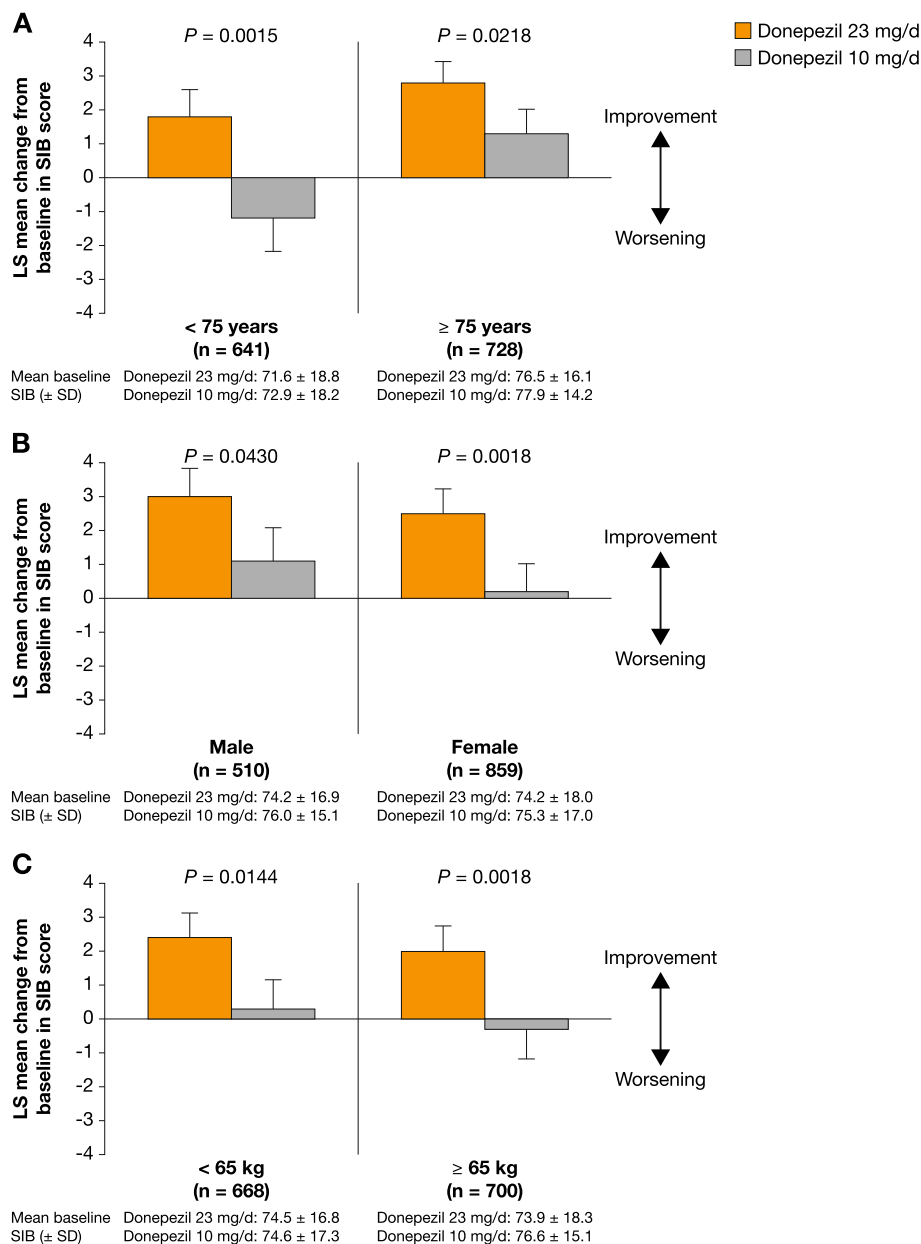 A
P = 0.0015
P = 0.0218
Donepezil 23 mg/d
Donepezil 10 mg/d
LS mean change from
baseline in SIB score
4
3
2
1
0
-1
-2
-3
-4
Improvement
Worsening
< 75 years
(n = 641)
≥ 75 years
(n = 728)
Mean baseline Donepezil 23 mg/d: 71.6 ± 18.8 Donepezil 23 mg/d: 76.5 ± 16.1
SIB (± SD) Donepezil 10 mg/d: 72.9 ± 18.2 Donepezil 10 mg/d: 77.9 ± 14.2
B
P = 0.0430
P = 0.0018
LS mean change from
baseline in SIB score
4
3
2
1
0
-1
-2
-3
-4
Improvement
Worsening
Male
(n = 510)
Female
(n = 859)
Mean baseline Donepezil 23 mg/d: 74.2 ± 16.9 Donepezil 23 mg/d: 74.2 ± 18.0
SIB (± SD) Donepezil 10 mg/d: 76.0 ± 15.1 Donepezil 10 mg/d: 75.3 ± 17.0
C
P = 0.0144
P = 0.0018
LS mean change from
baseline in SIB score
4
3
2
1
0
-1
-2
-3
-4
Improvement
Worsening
< 65 kg
(n = 668)
≥ 65 kg
(n = 700)
Mean baseline Donepezil 23 mg/d: 74.5 ± 16.8 Donepezil 23 mg/d: 73.9 ± 18.3
SIB (± SD) Donepezil 10 mg/d: 74.6 ± 17.3 Donepezil 10 mg/d: 76.6 ± 15.1